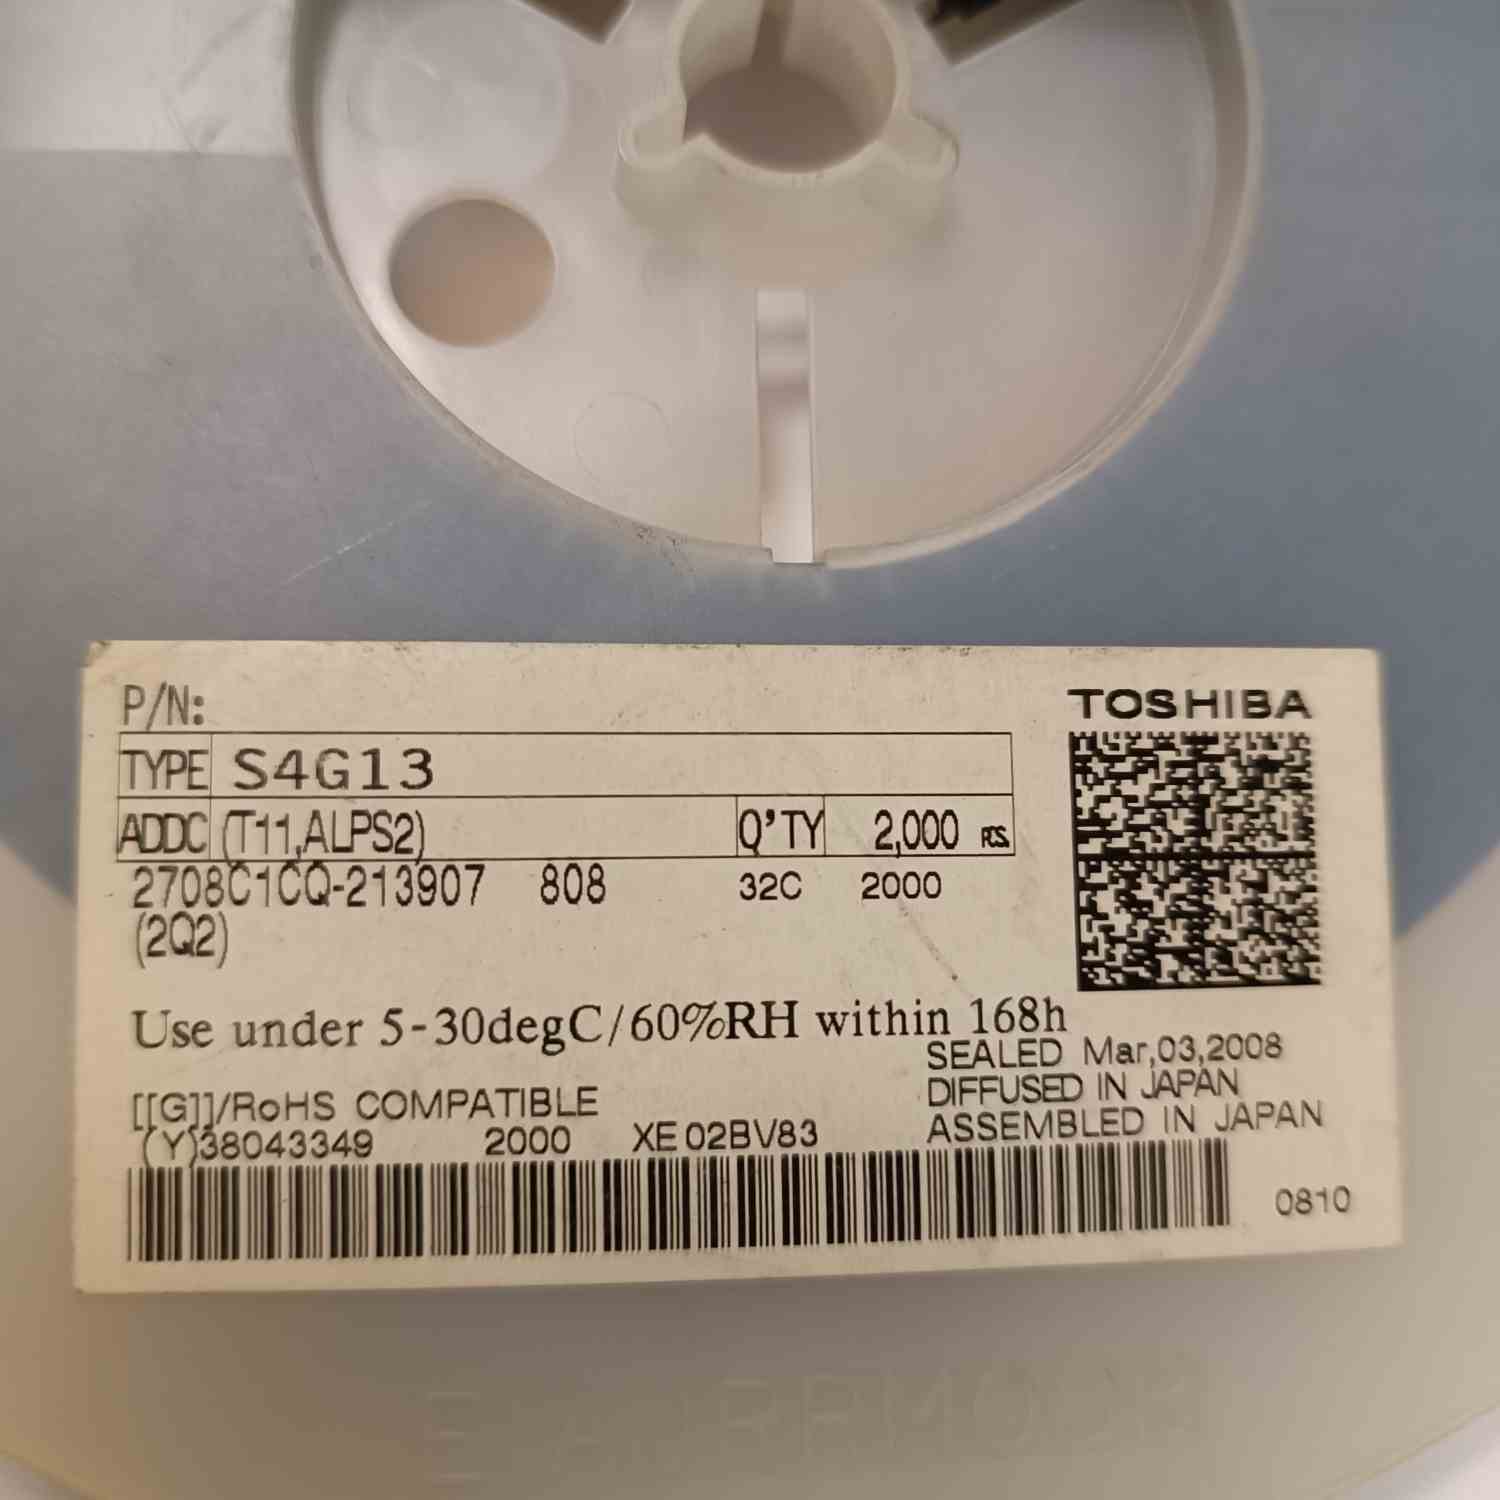 P/N:
TOSHIBA
TYPE S4G13
ADDC (T11,ALPS2) Q'TY 2,000 PCS
2708C1CQ-213907 808 32C 2000
(2Q2)
Use under 5-30degC/60%RH within 168h
SEALED Mar,03,2008
DIFFUSED IN JAPAN
[[G]]/RoHS COMPATIBLE
ASSEMBLED IN JAPAN
(Y)38043349 2000 XE 02BV83
0810